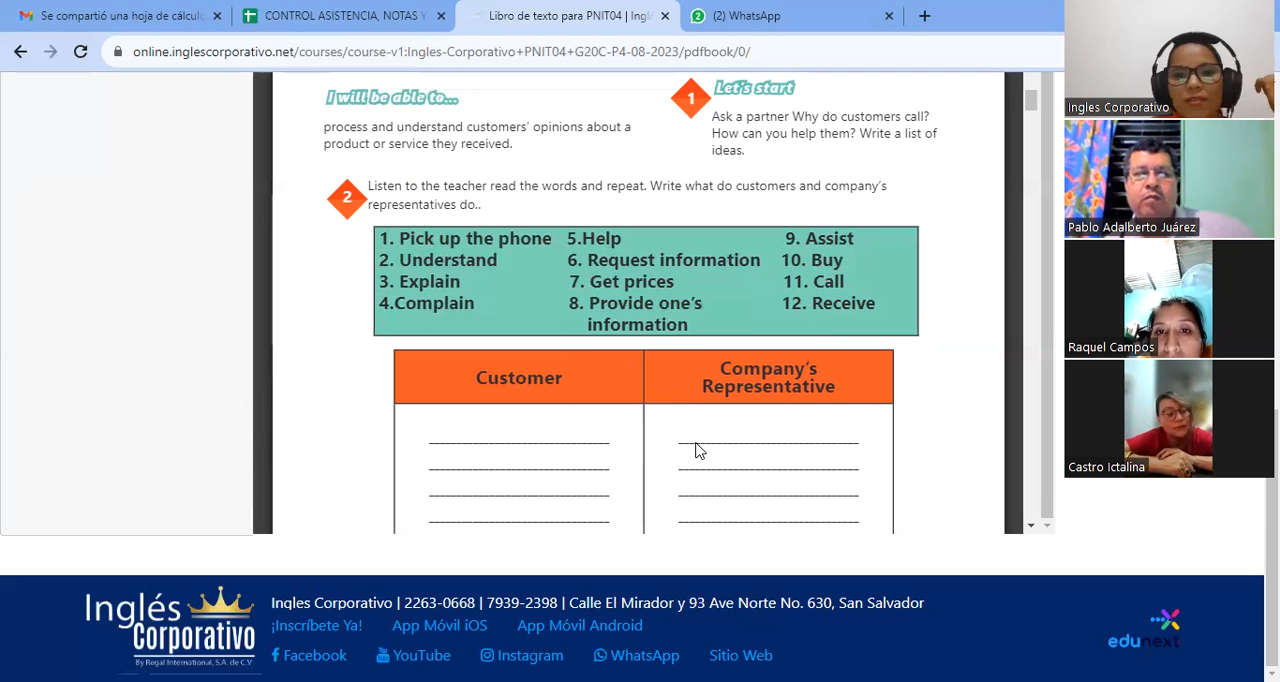 Se compartió una hoja de cálcul
CONTROL ASISTENCIA, NOTAS Y
Libro de texto para PNIT04 | Ingl
(2) WhatsApp
online.inglescorporativo.net/courses/course-v1:Ingles-Corporativo+PNIT04+G20C-P4-08-2023/pdfbook/0/
I will be able to...
process and understand customers' opinions about a
product or service they received.
1
Let's start
Ask a partner Why do customers call?
How can you help them? Write a list of
ideas.
2
Listen to the teacher read the words and repeat. Write what do customers and company's
representatives do..
1. Pick up the phone 5.Help 9. Assist
2. Understand 6. Request information 10. Buy
3. Explain 7. Get prices 11. Call
4.Complain 8. Provide one's 12. Receive
information
Customer
Company's
Representative
Ingles Corporativo
Pablo Adalberto Juárez
Raquel Campos
Castro Ictalina
Inglés
Corporativo
By Regal International, S.A. de C.V
Ingles Corporativo | 2263-0668 | 7939-2398 | Calle El Mirador y 93 Ave Norte No. 630, San Salvador
¡Inscríbete Ya! App Móvil iOS App Móvil Android
Facebook YouTube Instagram WhatsApp Sitio Web
edunext